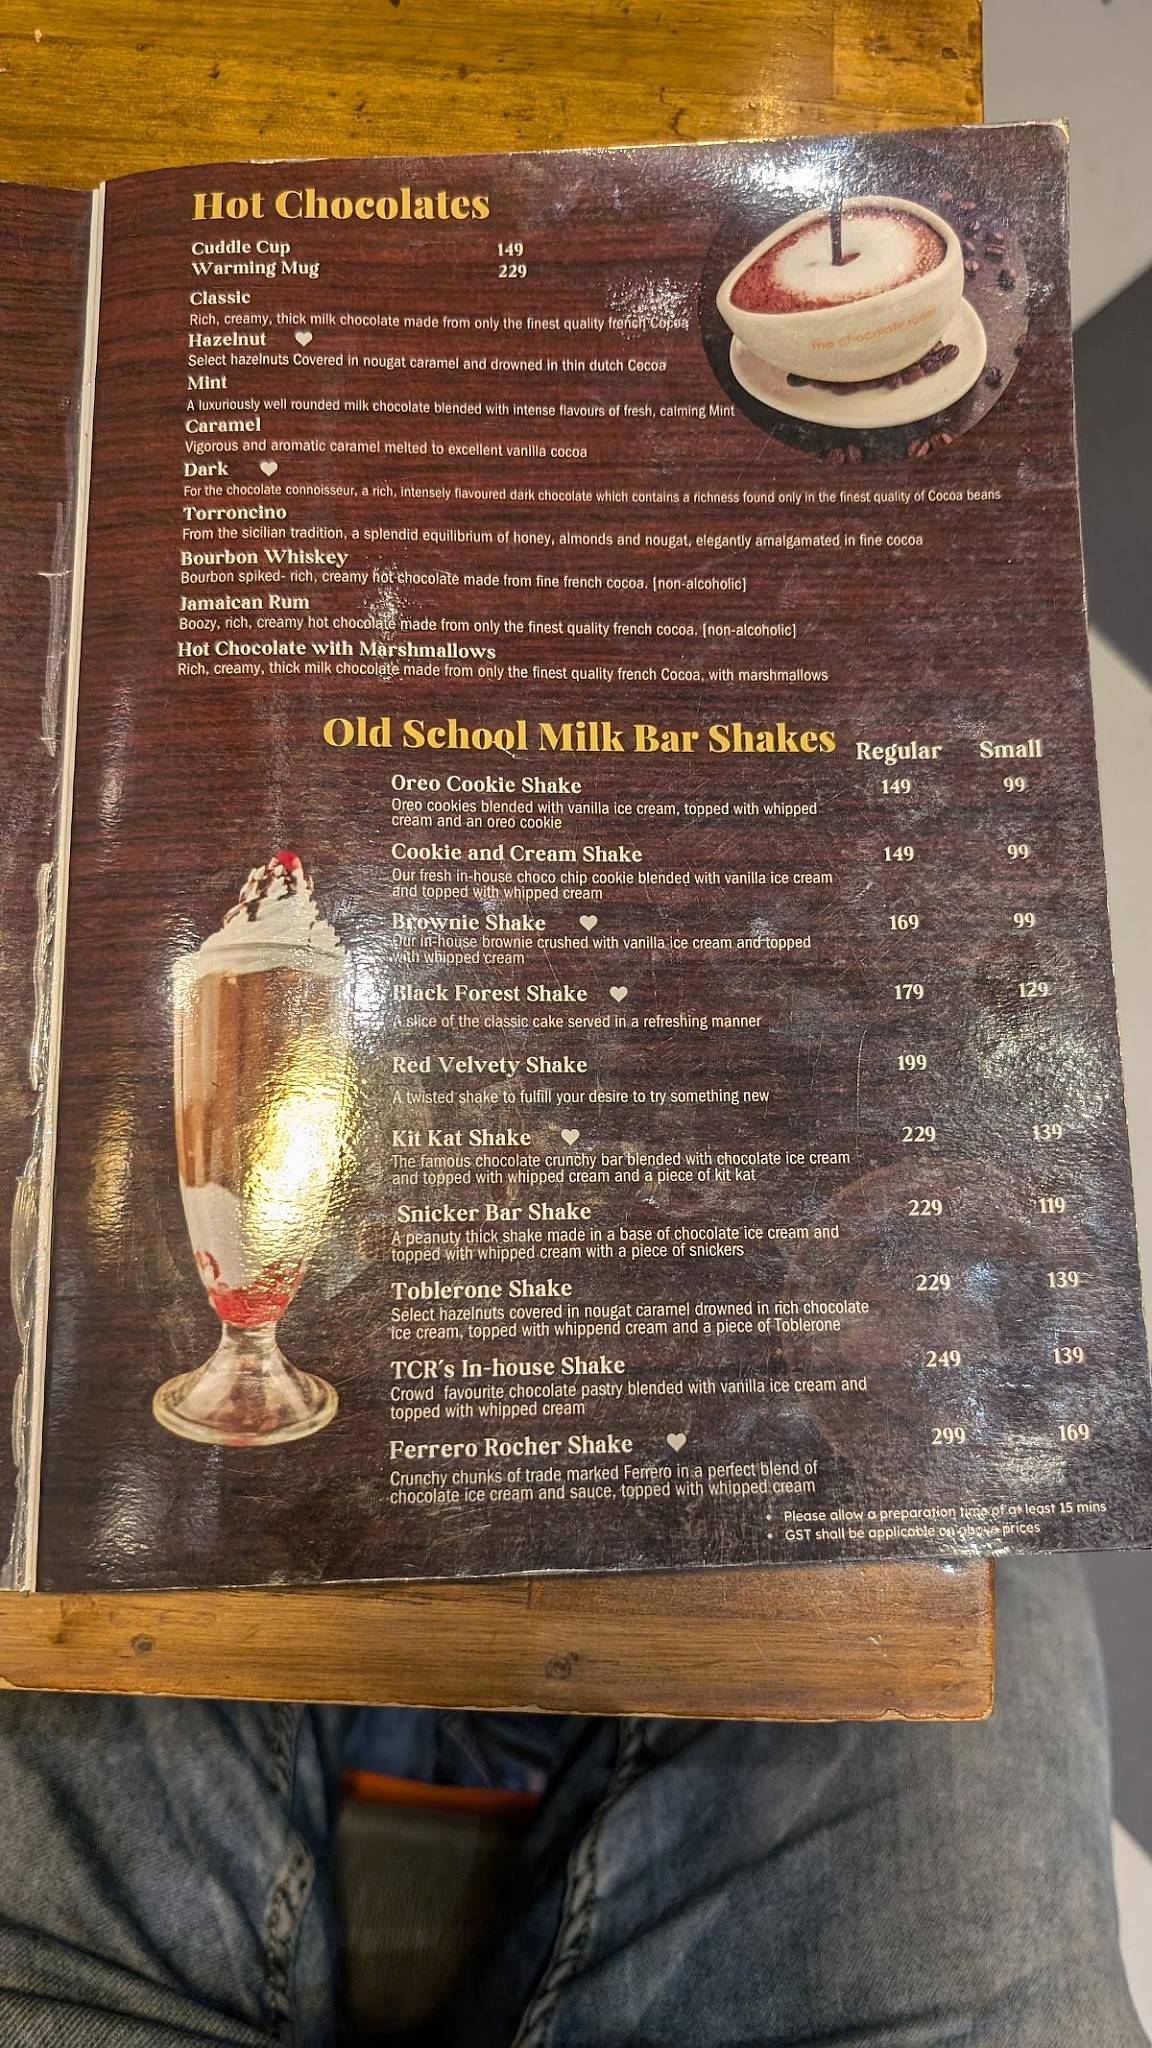 Hot Chocolates
Cuddle Cup 149
Warming Mug 229
the chocolate room
Classic
Rich, creamy, thick milk chocolate made from only the finest quality french Cocoa
Hazelnut
Select hazelnuts Covered in nougat caramel and drowned in thin dutch Cocoa
Mint
A luxuriously well rounded milk chocolate blended with intense flavours of fresh, calming Mint
Caramel
Vigorous and aromatic caramel melted to excellent vanilla cocoa
Dark
For the chocolate connoisseur, a rich, intensely flavoured dark chocolate which contains a richness found only in the finest quality of Cocoa beans
Torroncino
From the sicilian tradition, a splendid equilibrium of honey, almonds and nougat, elegantly amalgamated in fine cocoa
Bourbon Whiskey
Bourbon spiked- rich, creamy hot chocolate made from fine french cocoa. [non-alcoholic]
Jamaican Rum
Boozy, rich, creamy hot chocolate made from only the finest quality french cocoa. [non-alcoholic]
Hot Chocolate with Marshmallows
Rich, creamy, thick milk chocolate made from only the finest quality french Cocoa, with marshmallows
Old School Milk Bar Shakes Regular Small
Oreo Cookie Shake 149 99
Oreo cookies blended with vanilla ice cream, topped with whipped
cream and an oreo cookie
Cookie and Cream Shake 149 99
Our fresh in-house choco chip cookie blended with vanilla ice cream
and topped with whipped cream
Brownie Shake 169 99
Our in-house brownie crushed with vanilla ice cream and topped
with whipped cream
Black Forest Shake 179 129
A slice of the classic cake served in a refreshing manner
Red Velvety Shake 199
A twisted shake to fulfill your desire to try something new
Kit Kat Shake 229 139
The famous chocolate crunchy bar blended with chocolate ice cream
and topped with whipped cream and a piece of kit kat
Snicker Bar Shake 229 119
A peanuty thick shake made in a base of chocolate ice cream and
topped with whipped cream with a piece of snickers
Toblerone Shake 229 139
Select hazelnuts covered in nougat caramel drowned in rich chocolate
ice cream, topped with whippend cream and a piece of Toblerone
TCR's In-house Shake 249 139
Crowd favourite chocolate pastry blended with vanilla ice cream and
topped with whipped cream
Ferrero Rocher Shake 299 169
Crunchy chunks of trade marked Ferrero in a perfect blend of
chocolate ice cream and sauce, topped with whipped cream
• Please allow a preparation time of at least 15 mins
• GST shall be applicable on above prices